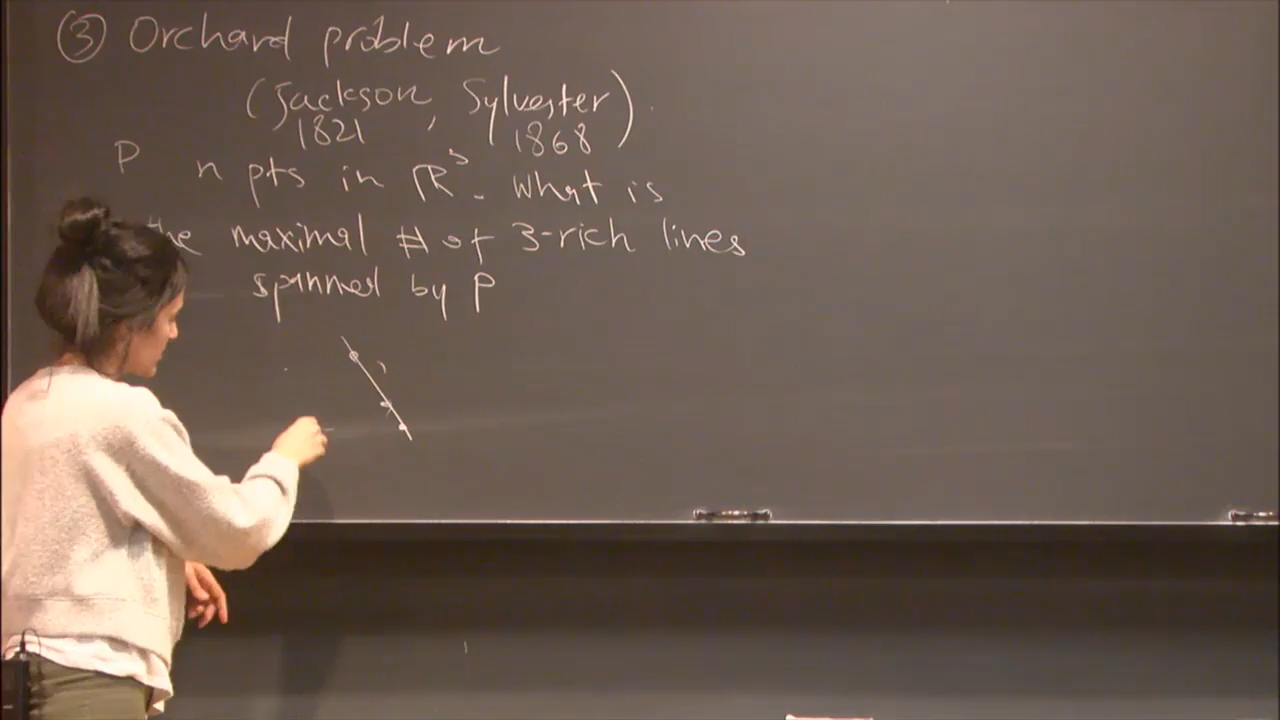 ③ Orchard problem
(Jackson, Sylvester).
1821 1868
P n pts in ℝ³. What is
the maximal # of 3-rich lines
spanned by P